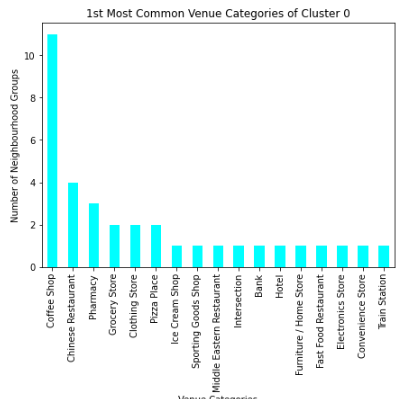 1st Most Common Venue Categories of Cluster 0
Number of Neighbourhood Groups
10
8
6
4
2
0
Coffee Shop
Chinese Restaurant
Pharmacy
Grocery Store
Clothing Store
Pizza Place
Ice Cream Shop
Sporting Goods Shop
Middle Eastern Restaurant
Intersection
Bank
Hotel
Furniture / Home Store
Fast Food Restaurant
Electronics Store
Convenience Store
Train Station
Venue Categories